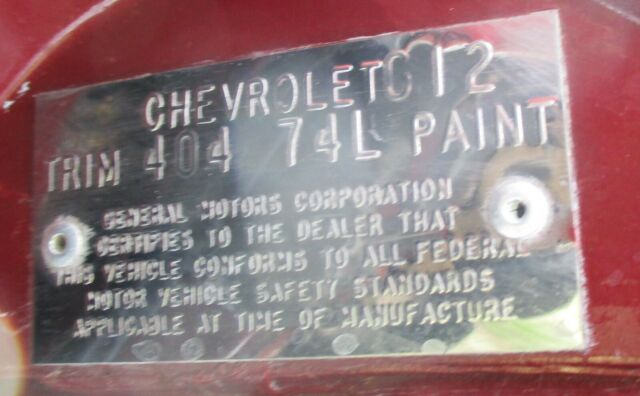 CHEVROLET C12
TRIM 404 74L PAINT
GENERAL MOTORS CORPORATION
CERTIFIES TO THE DEALER THAT
THIS VEHICLE CONFORMS TO ALL FEDERAL
MOTOR VEHICLE SAFETY STANDARDS
APPLICABLE AT TIME OF MANUFACTURE